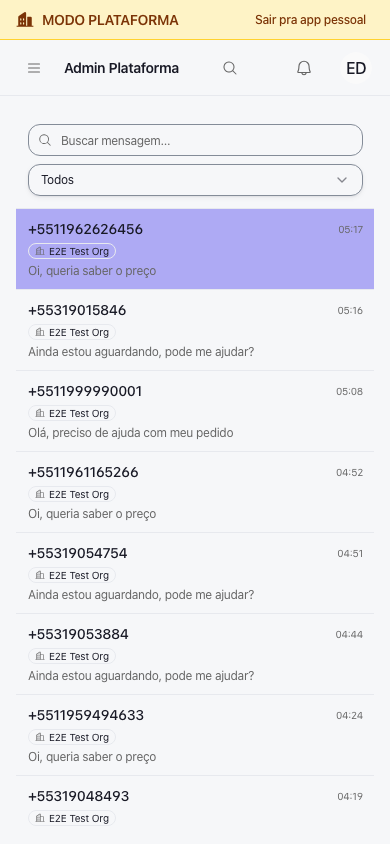 MODO PLATAFORMA
Sair pra app pessoal
Admin Plataforma
ED
Buscar mensagem...
Todos
+5511962626456
05:17
E2E Test Org
Oi, queria saber o preço
+55319015846
05:16
E2E Test Org
Ainda estou aguardando, pode me ajudar?
+5511999990001
05:08
E2E Test Org
Olá, preciso de ajuda com meu pedido
+5511961165266
04:52
E2E Test Org
Oi, queria saber o preço
+55319054754
04:51
E2E Test Org
Ainda estou aguardando, pode me ajudar?
+55319053884
04:44
E2E Test Org
Ainda estou aguardando, pode me ajudar?
+5511959494633
04:24
E2E Test Org
Oi, queria saber o preço
+55319048493
04:19
E2E Test Org